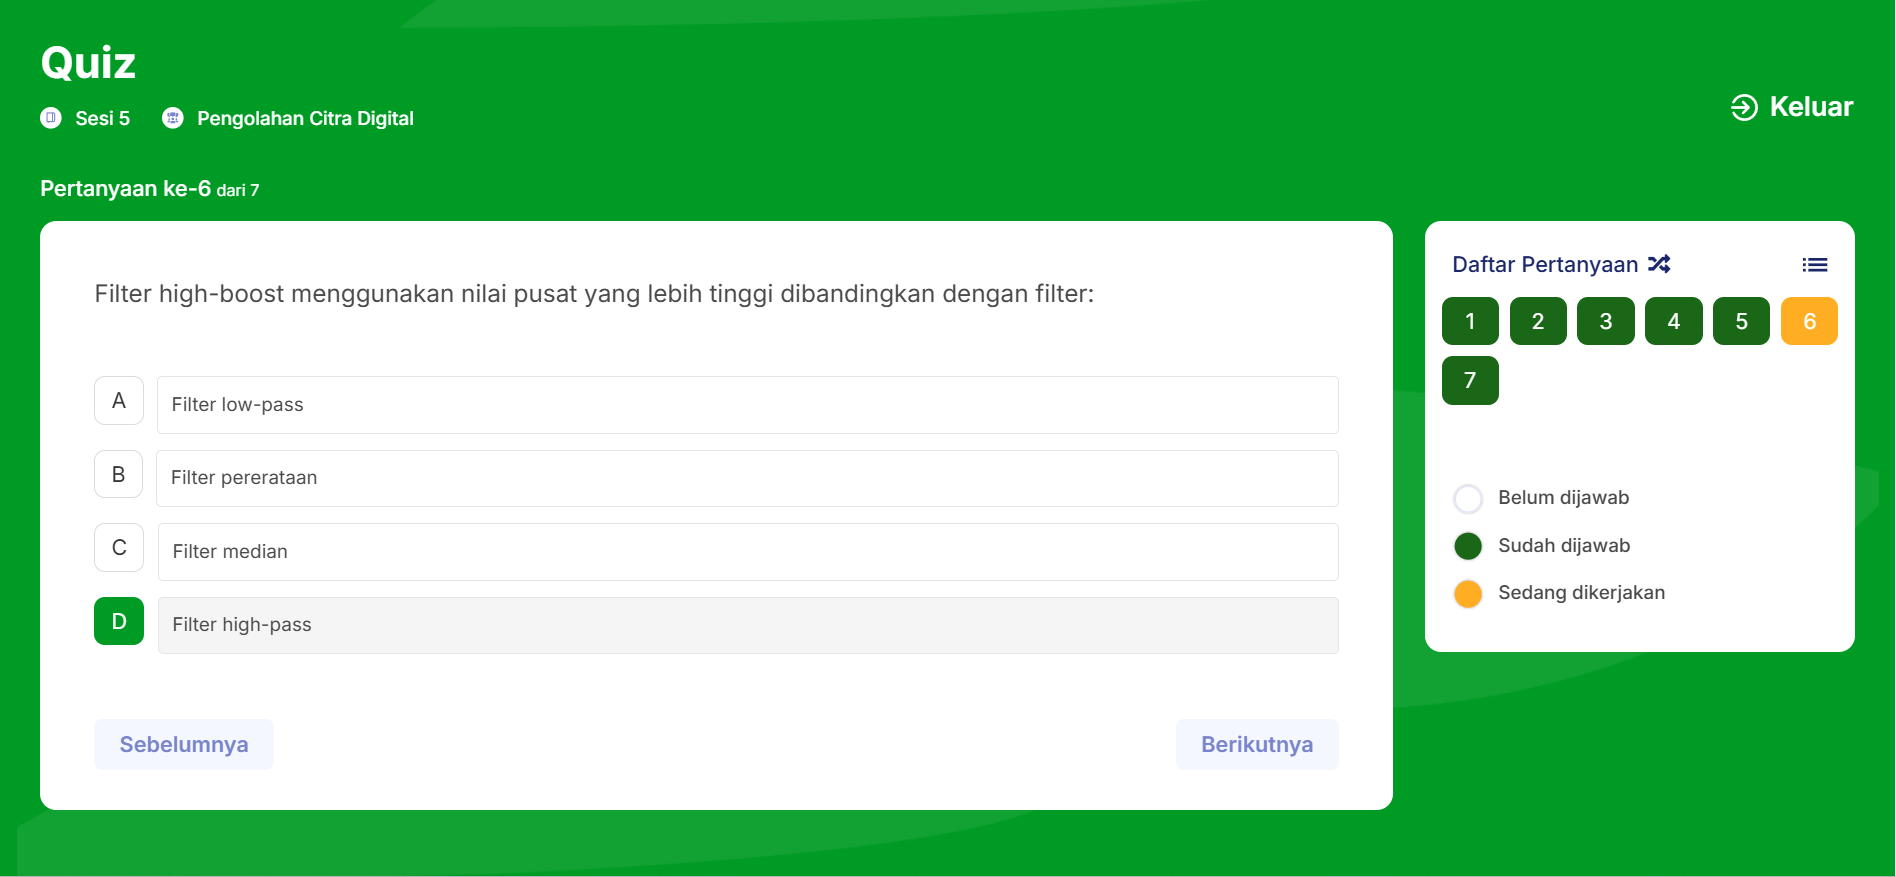 Quiz
Sesi 5 Pengolahan Citra Digital
Keluar
Pertanyaan ke-6 dari 7
Filter high-boost menggunakan nilai pusat yang lebih tinggi dibandingkan dengan filter:
A Filter low-pass
B Filter pererataan
C Filter median
D Filter high-pass
Sebelumnya Berikutnya
Daftar Pertanyaan
1 2 3 4 5 6
7
Belum dijawab
Sudah dijawab
Sedang dikerjakan